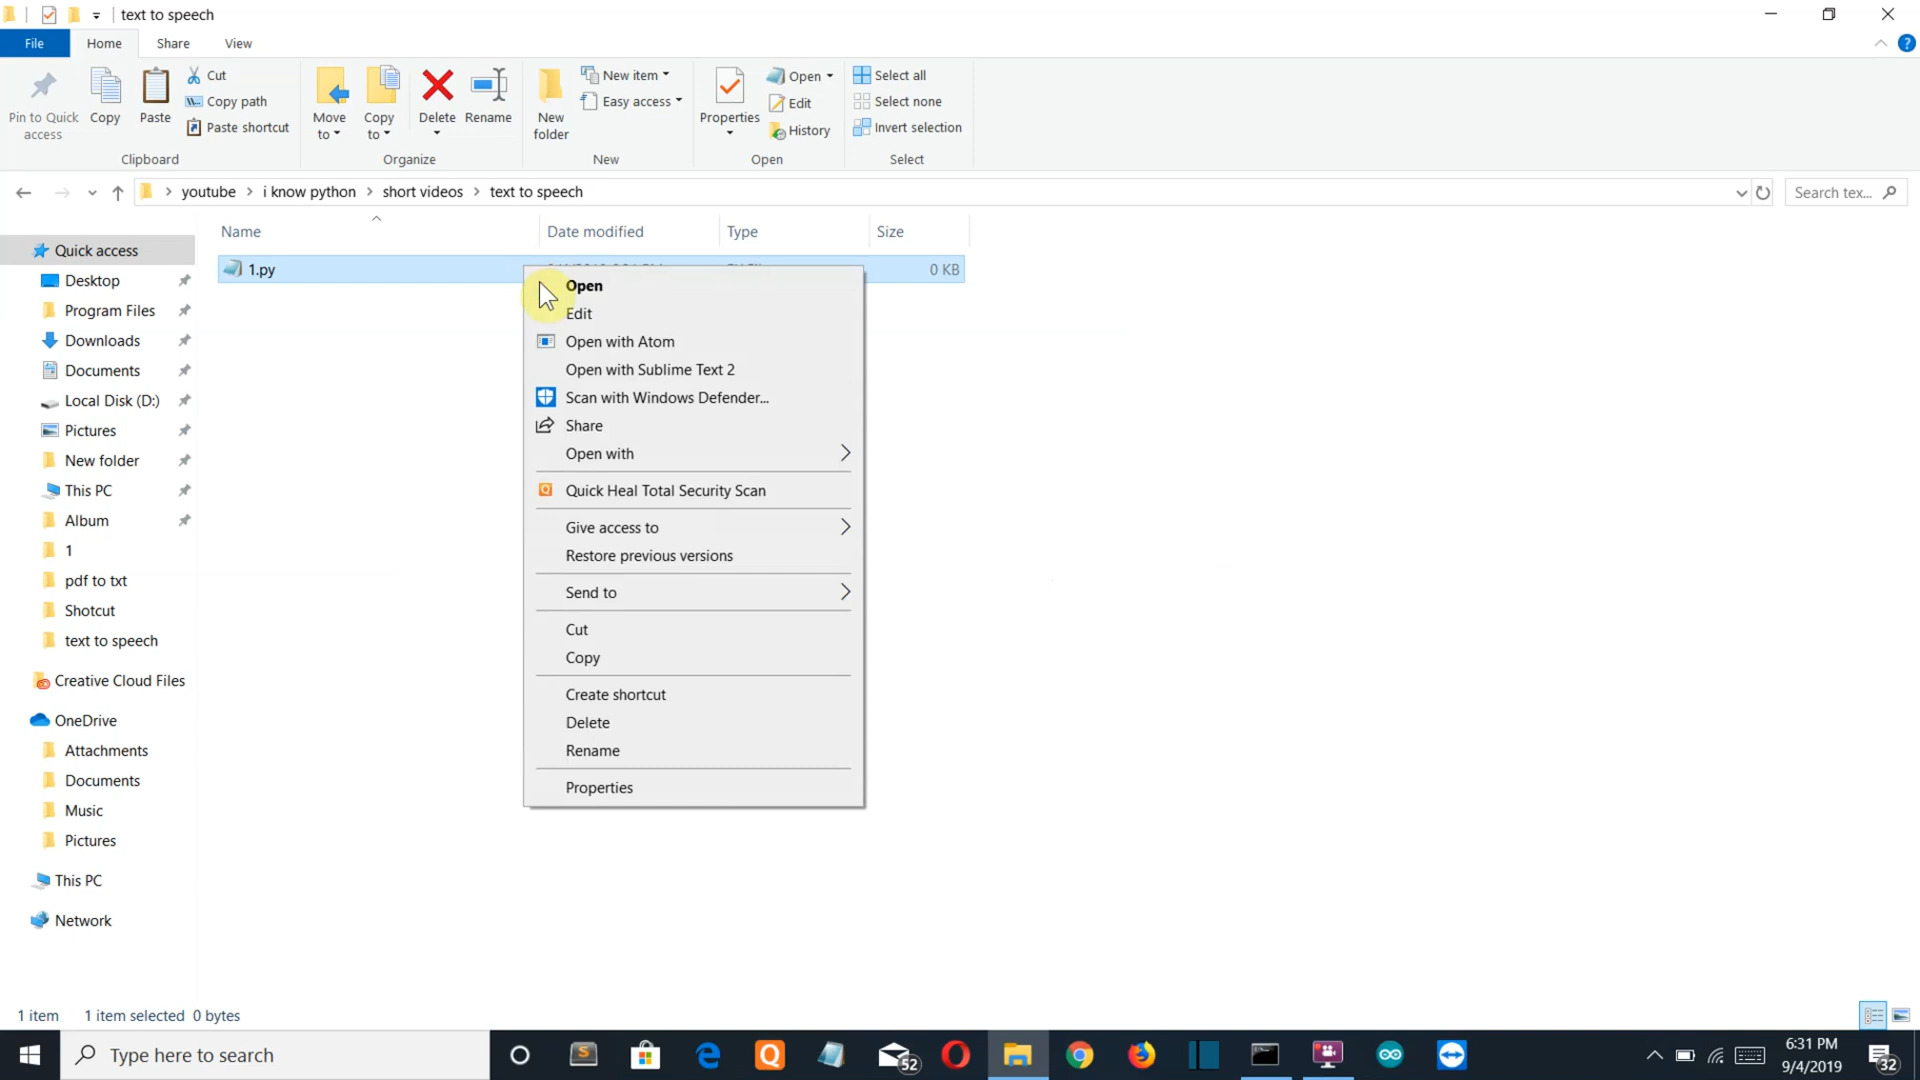 text to speech
File Home Share View
Pin to Quick access
Copy
Paste
Cut
Copy path
Paste shortcut
Clipboard
Move to
Copy to
Delete
Rename
Organize
New folder
New item
Easy access
New
Properties
Open
Edit
History
Open
Select all
Select none
Invert selection
Select
youtube > i know python > short videos > text to speech
Search tex...
Name Date modified Type Size
1.py 0 KB
Quick access
Desktop
Program Files
Downloads
Documents
Local Disk (D:)
Pictures
New folder
This PC
Album
1
pdf to txt
Shotcut
text to speech
Creative Cloud Files
OneDrive
Attachments
Documents
Music
Pictures
This PC
Network
Open
Edit
Open with Atom
Open with Sublime Text 2
Scan with Windows Defender...
Share
Open with
Quick Heal Total Security Scan
Give access to
Restore previous versions
Send to
Cut
Copy
Create shortcut
Delete
Rename
Properties
1 item 1 item selected 0 bytes
Type here to search
52
6:31 PM
9/4/2019
32